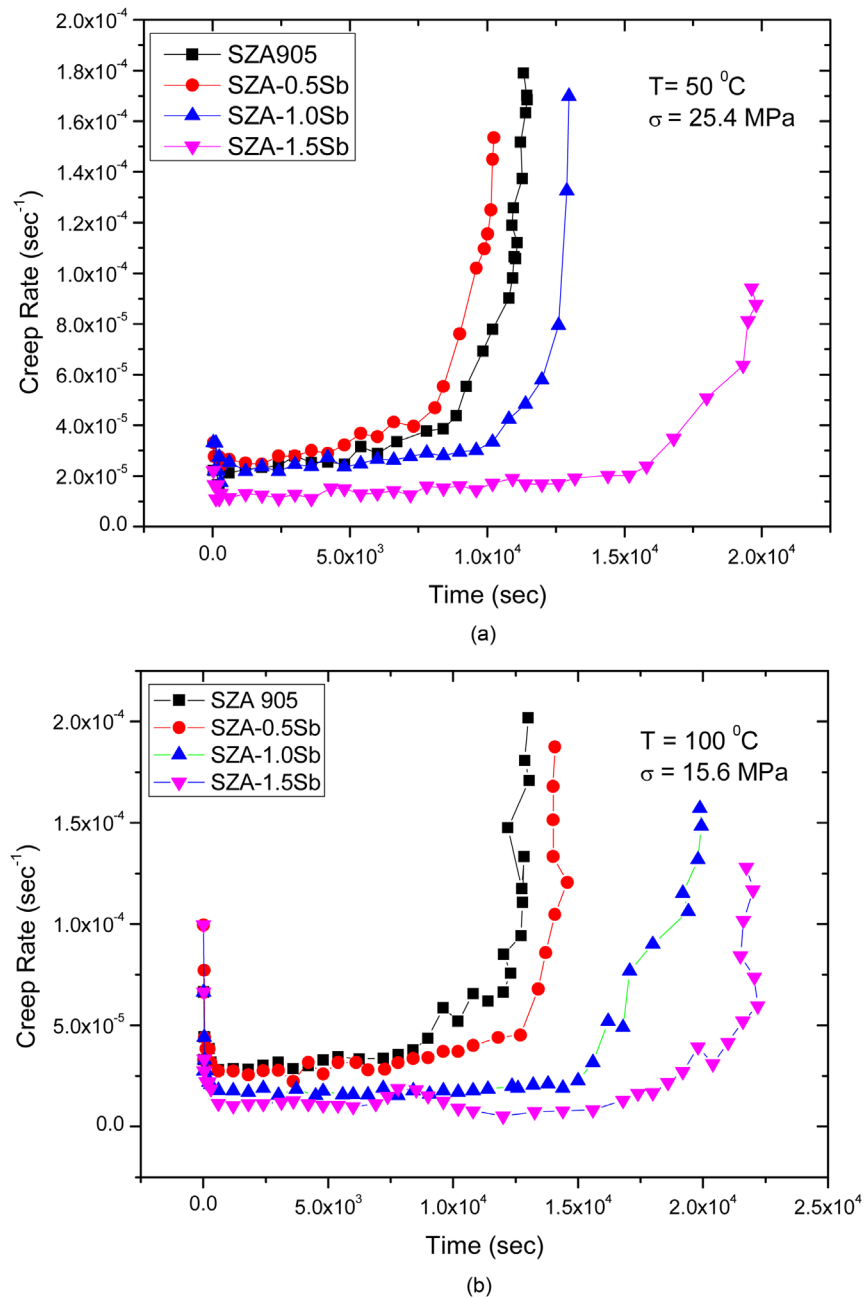 2.0x10⁻⁴
1.8x10⁻⁴
1.6x10⁻⁴
1.4x10⁻⁴
1.2x10⁻⁴
1.0x10⁻⁴
8.0x10⁻⁵
6.0x10⁻⁵
4.0x10⁻⁵
2.0x10⁻⁵
0.0
Creep Rate (sec⁻¹)
SZA905
SZA-0.5Sb
SZA-1.0Sb
SZA-1.5Sb
T= 50 ⁰C
σ = 25.4 MPa
0.0 5.0x10³ 1.0x10⁴ 1.5x10⁴ 2.0x10⁴
Time (sec)
(a)
2.0x10⁻⁴
1.5x10⁻⁴
1.0x10⁻⁴
5.0x10⁻⁵
0.0
Creep Rate (sec⁻¹)
SZA 905
SZA-0.5Sb
SZA-1.0Sb
SZA-1.5Sb
T = 100 ⁰C
σ = 15.6 MPa
0.0 5.0x10³ 1.0x10⁴ 1.5x10⁴ 2.0x10⁴ 2.5x10⁴
Time (sec)
(b)